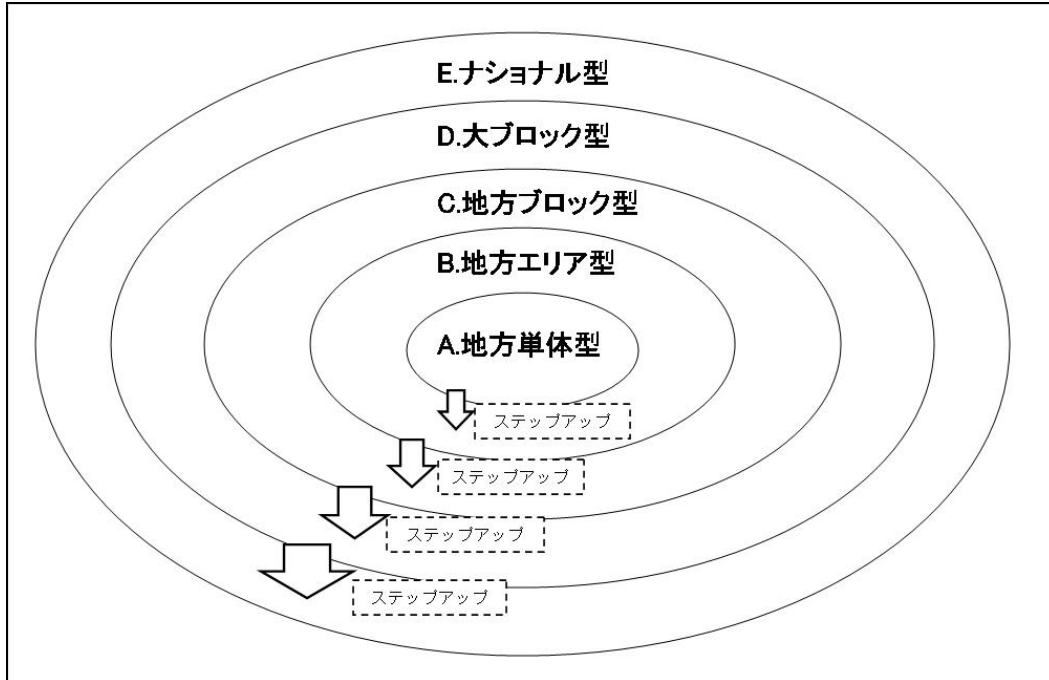 E.ナショナル型
D.大ブロック型
C.地方ブロック型
B.地方エリア型
A.地方単体型
ステップアップ
ステップアップ
ステップアップ
ステップアップ